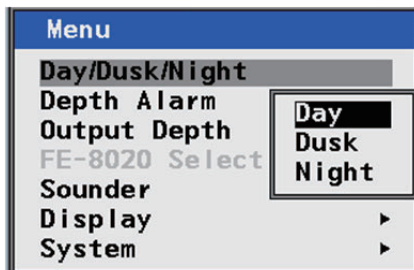 Menu
Day/Dusk/Night
Depth Alarm
Output Depth
FE-8020 Select
Sounder
Display
System
Day
Dusk
Night